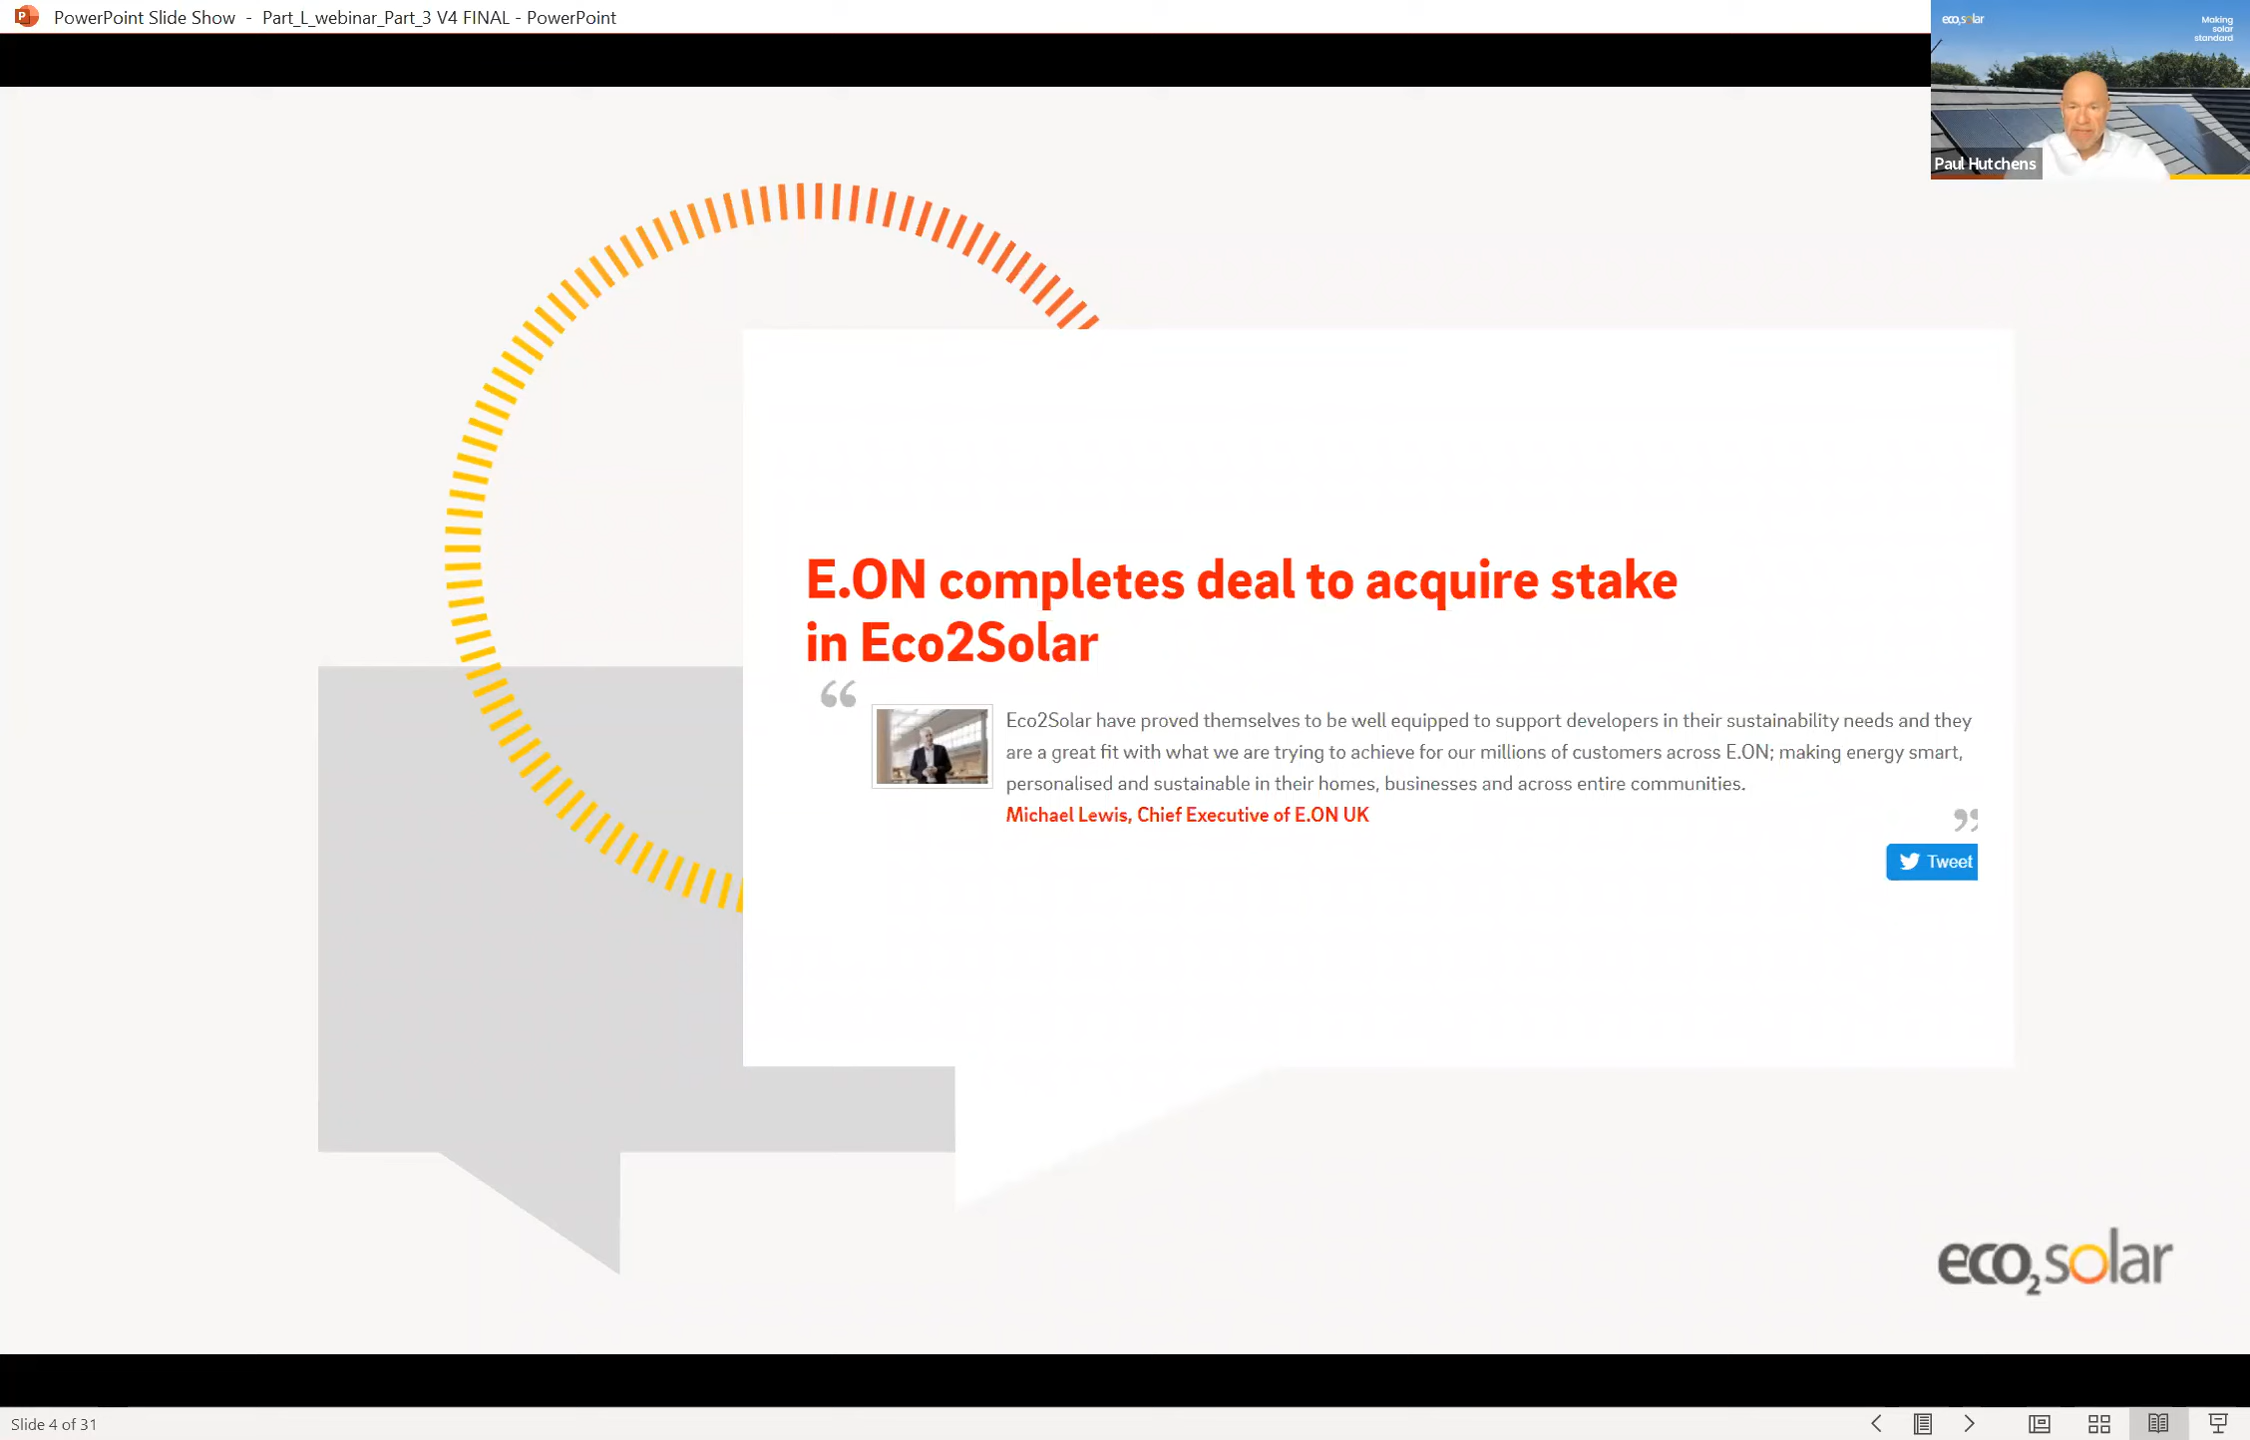 PowerPoint Slide Show - Part_L_webinar_Part_3 V4 FINAL - PowerPoint
eco2solar
Making
solar
standard
Paul Hutchens
E.ON completes deal to acquire stake
in Eco2Solar
“
Eco2Solar have proved themselves to be well equipped to support developers in their sustainability needs and they
are a great fit with what we are trying to achieve for our millions of customers across E.ON; making energy smart,
personalised and sustainable in their homes, businesses and across entire communities.
Michael Lewis, Chief Executive of E.ON UK
”
Tweet
eco2solar
Slide 4 of 31